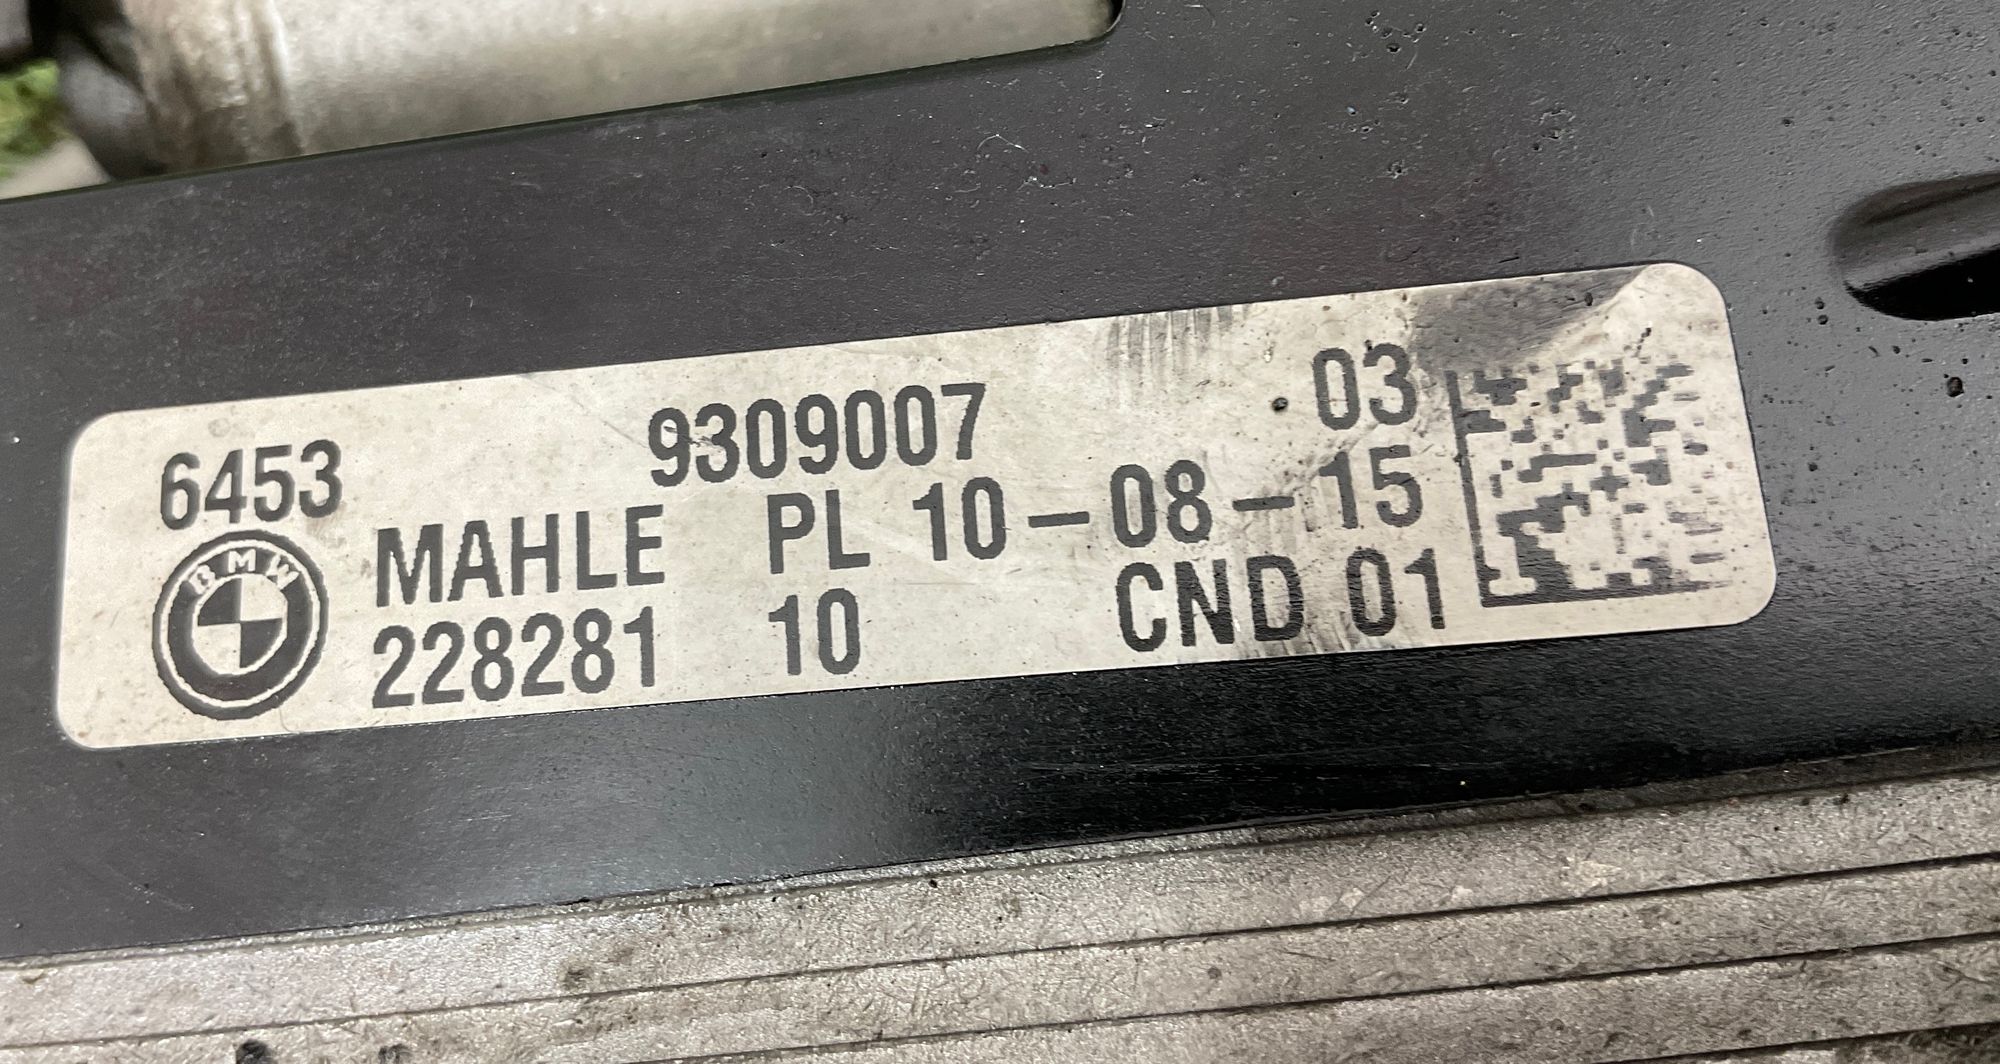 6453 9309007 03
BMW MAHLE PL 10-08-15
228281 10 CND 01